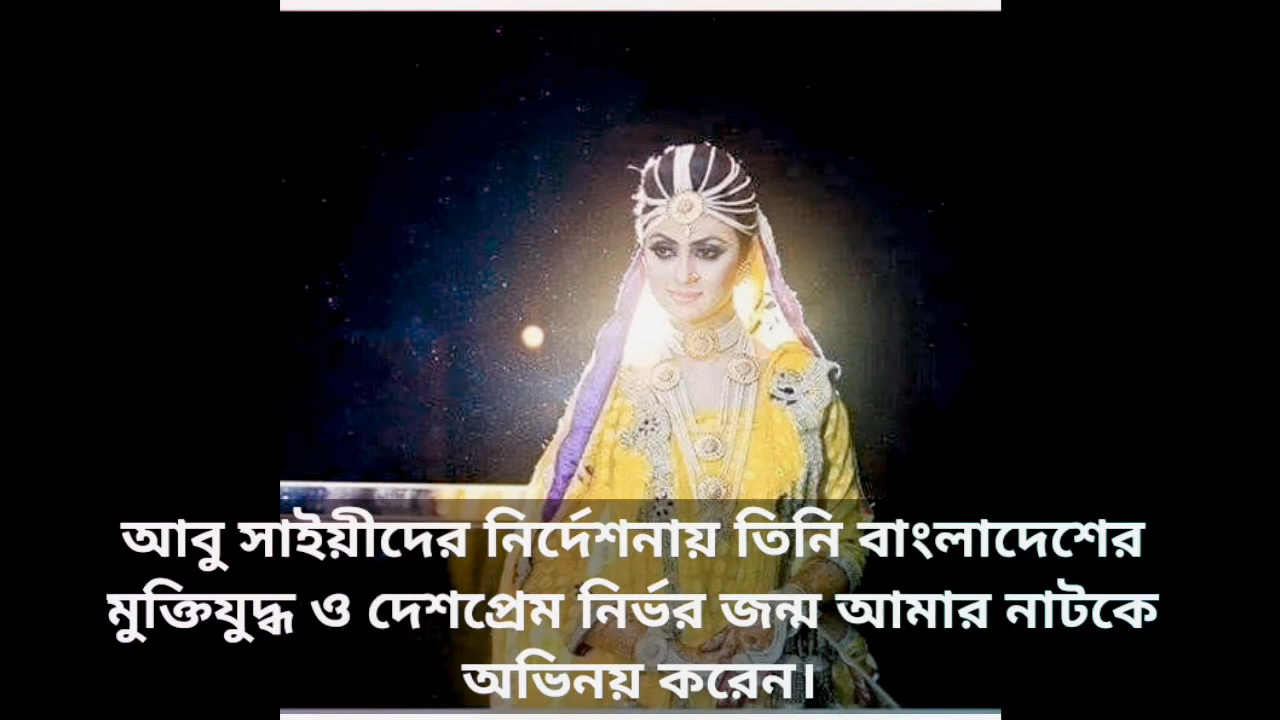 আবু সাইয়ীদের নির্দেশনায় তিনি বাংলাদেশের
মুক্তিযুদ্ধ ও দেশপ্রেম নির্ভর জন্ম আমার নাটকে
অভিনয় করেন।